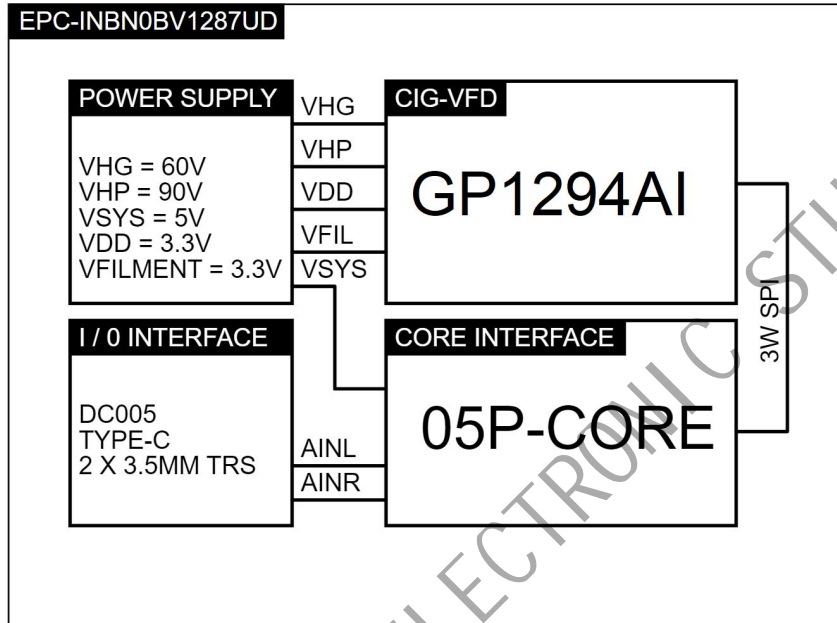 EPC-INBN0BV1287UD
POWER SUPPLY
VHG = 60V
VHP = 90V
VSYS = 5V
VDD = 3.3V
VFILMENT = 3.3V
VHG
VHP
VDD
VFIL
VSYS
CIG-VFD
GP1294AI
3W SPI
I / 0 INTERFACE
DC005
TYPE-C
2 X 3.5MM TRS
AINL
AINR
CORE INTERFACE
05P-CORE